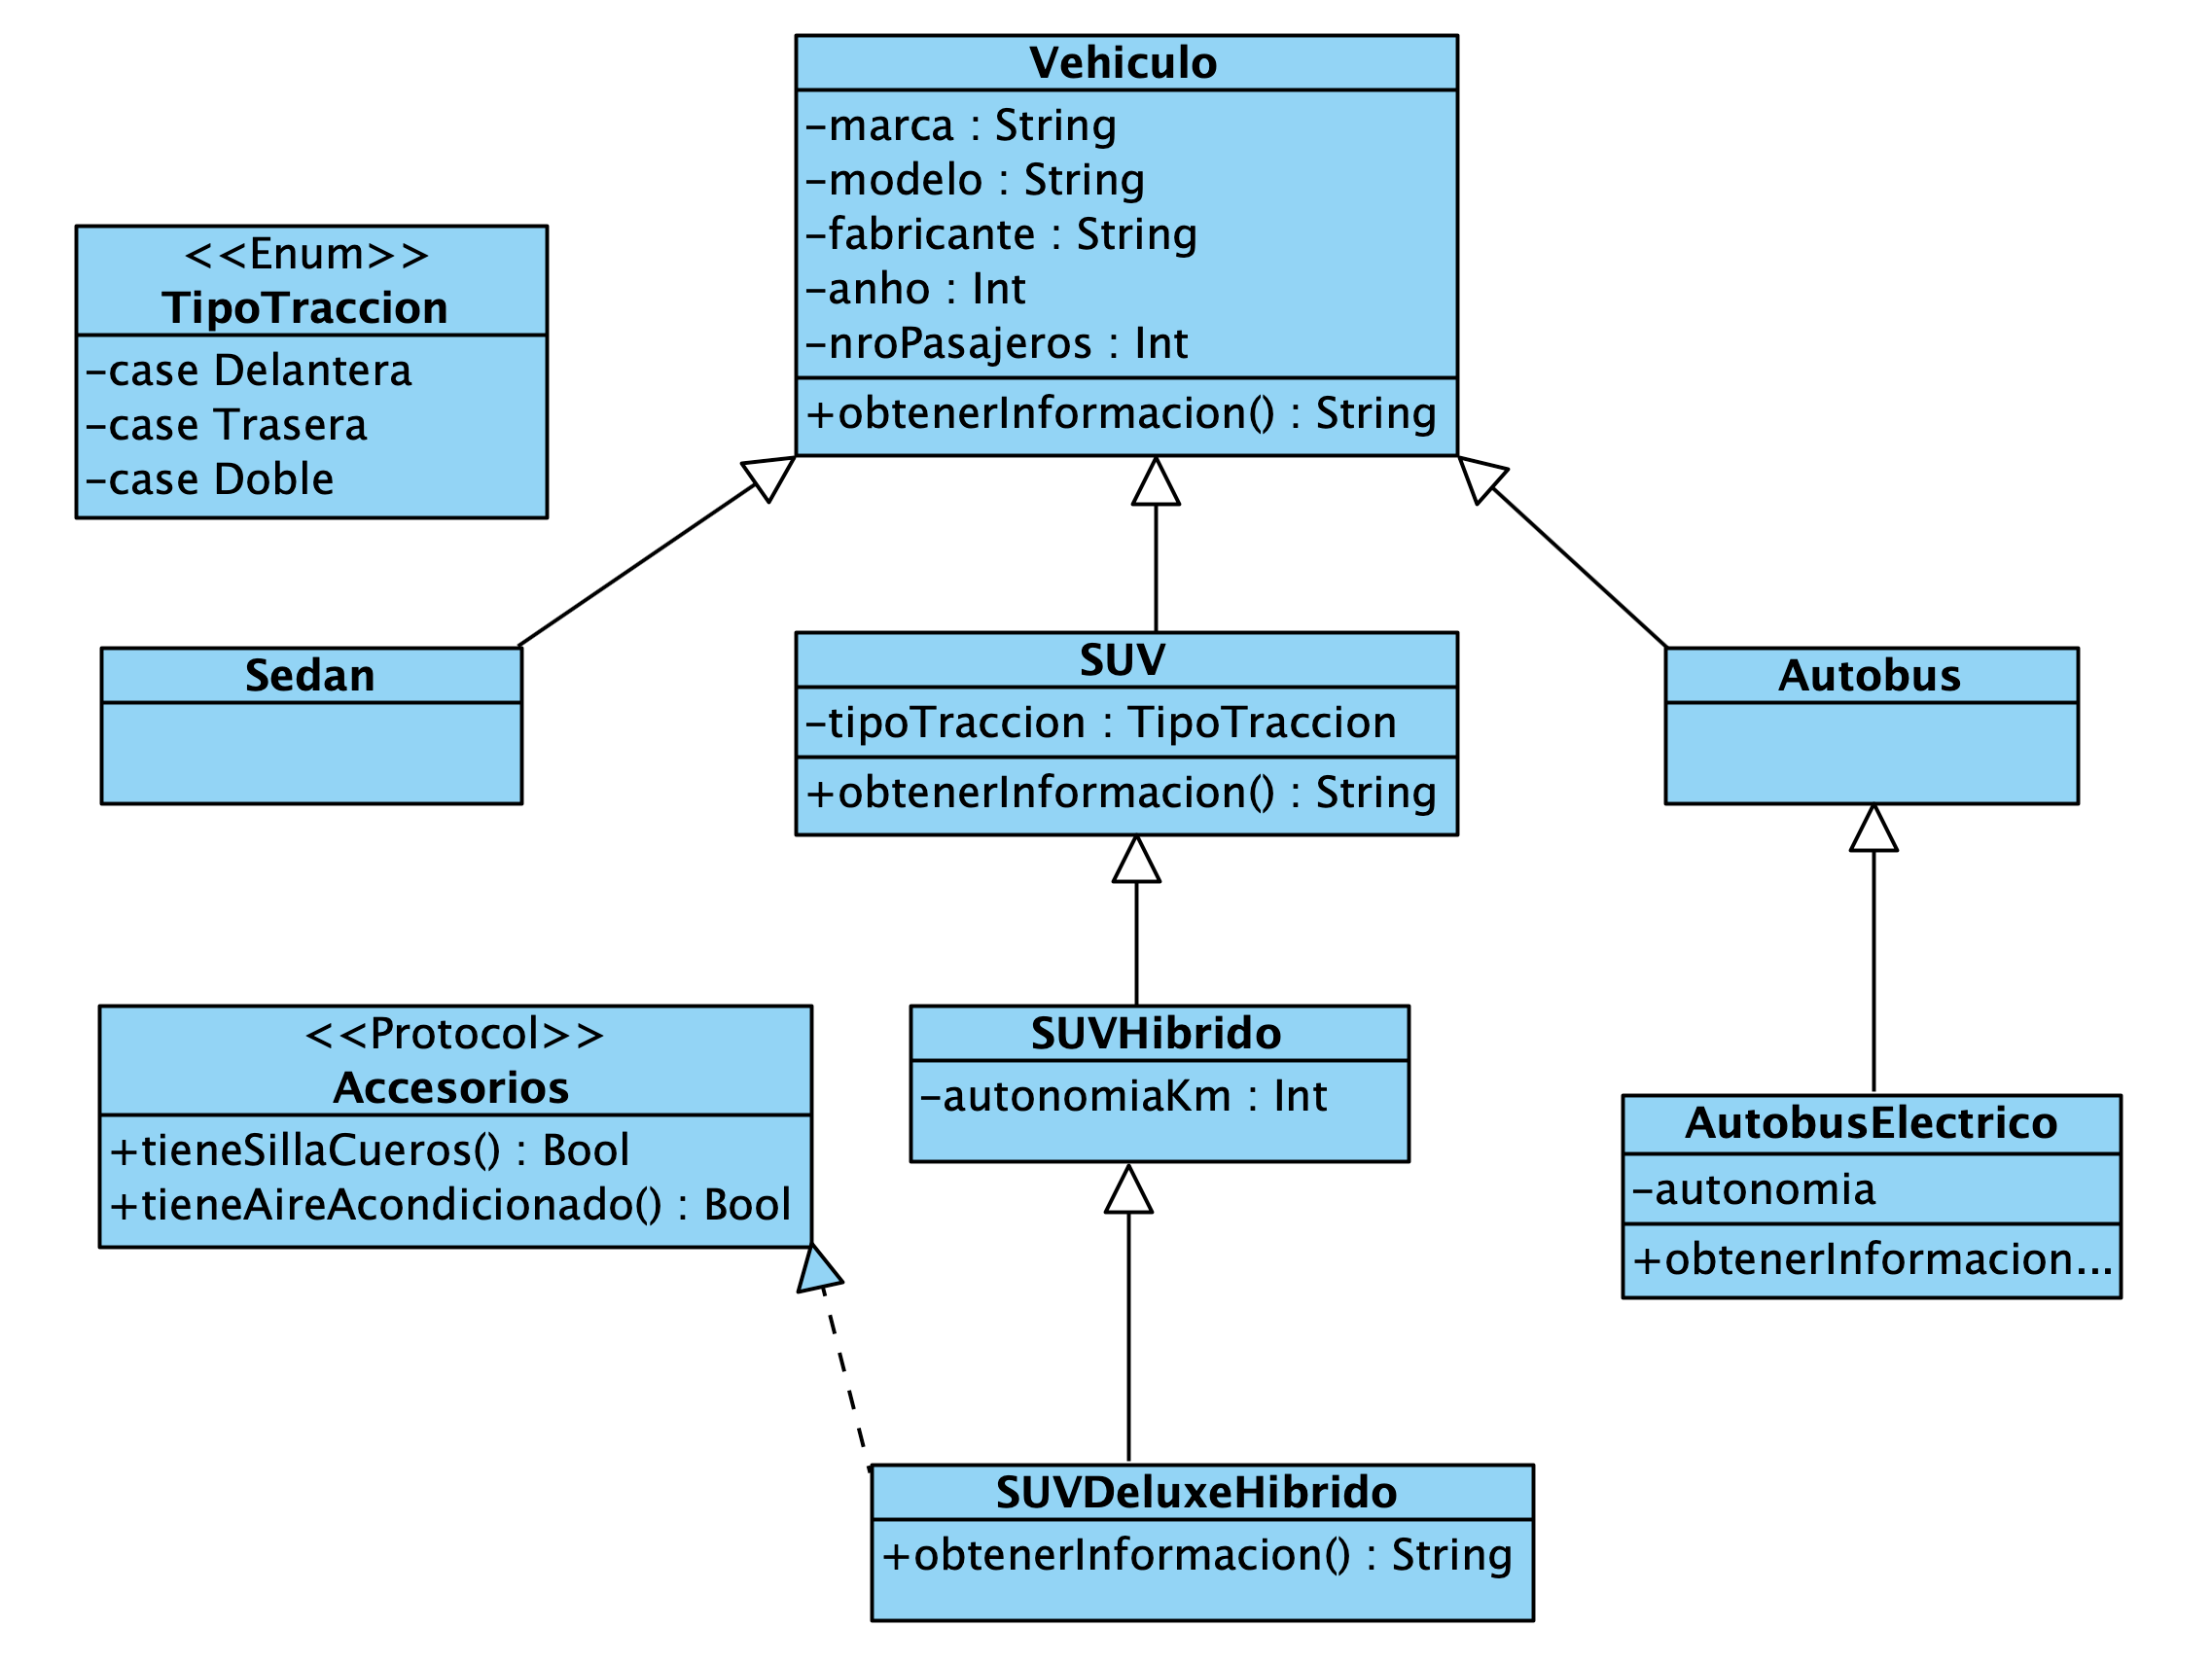 Vehiculo
-marca : String
-modelo : String
-fabricante : String
-anho : Int
-nroPasajeros : Int
+obtenerInformacion() : String
<<Enum>>
TipoTraccion
-case Delantera
-case Trasera
-case Doble
Sedan
SUV
-tipoTraccion : TipoTraccion
+obtenerInformacion() : String
Autobus
<<Protocol>>
Accesorios
+tieneSillaCueros() : Bool
+tieneAireAcondicionado() : Bool
SUVHibrido
-autonomiaKm : Int
AutobusElectrico
-autonomia
+obtenerInformacion...
SUVDeluxeHibrido
+obtenerInformacion() : String